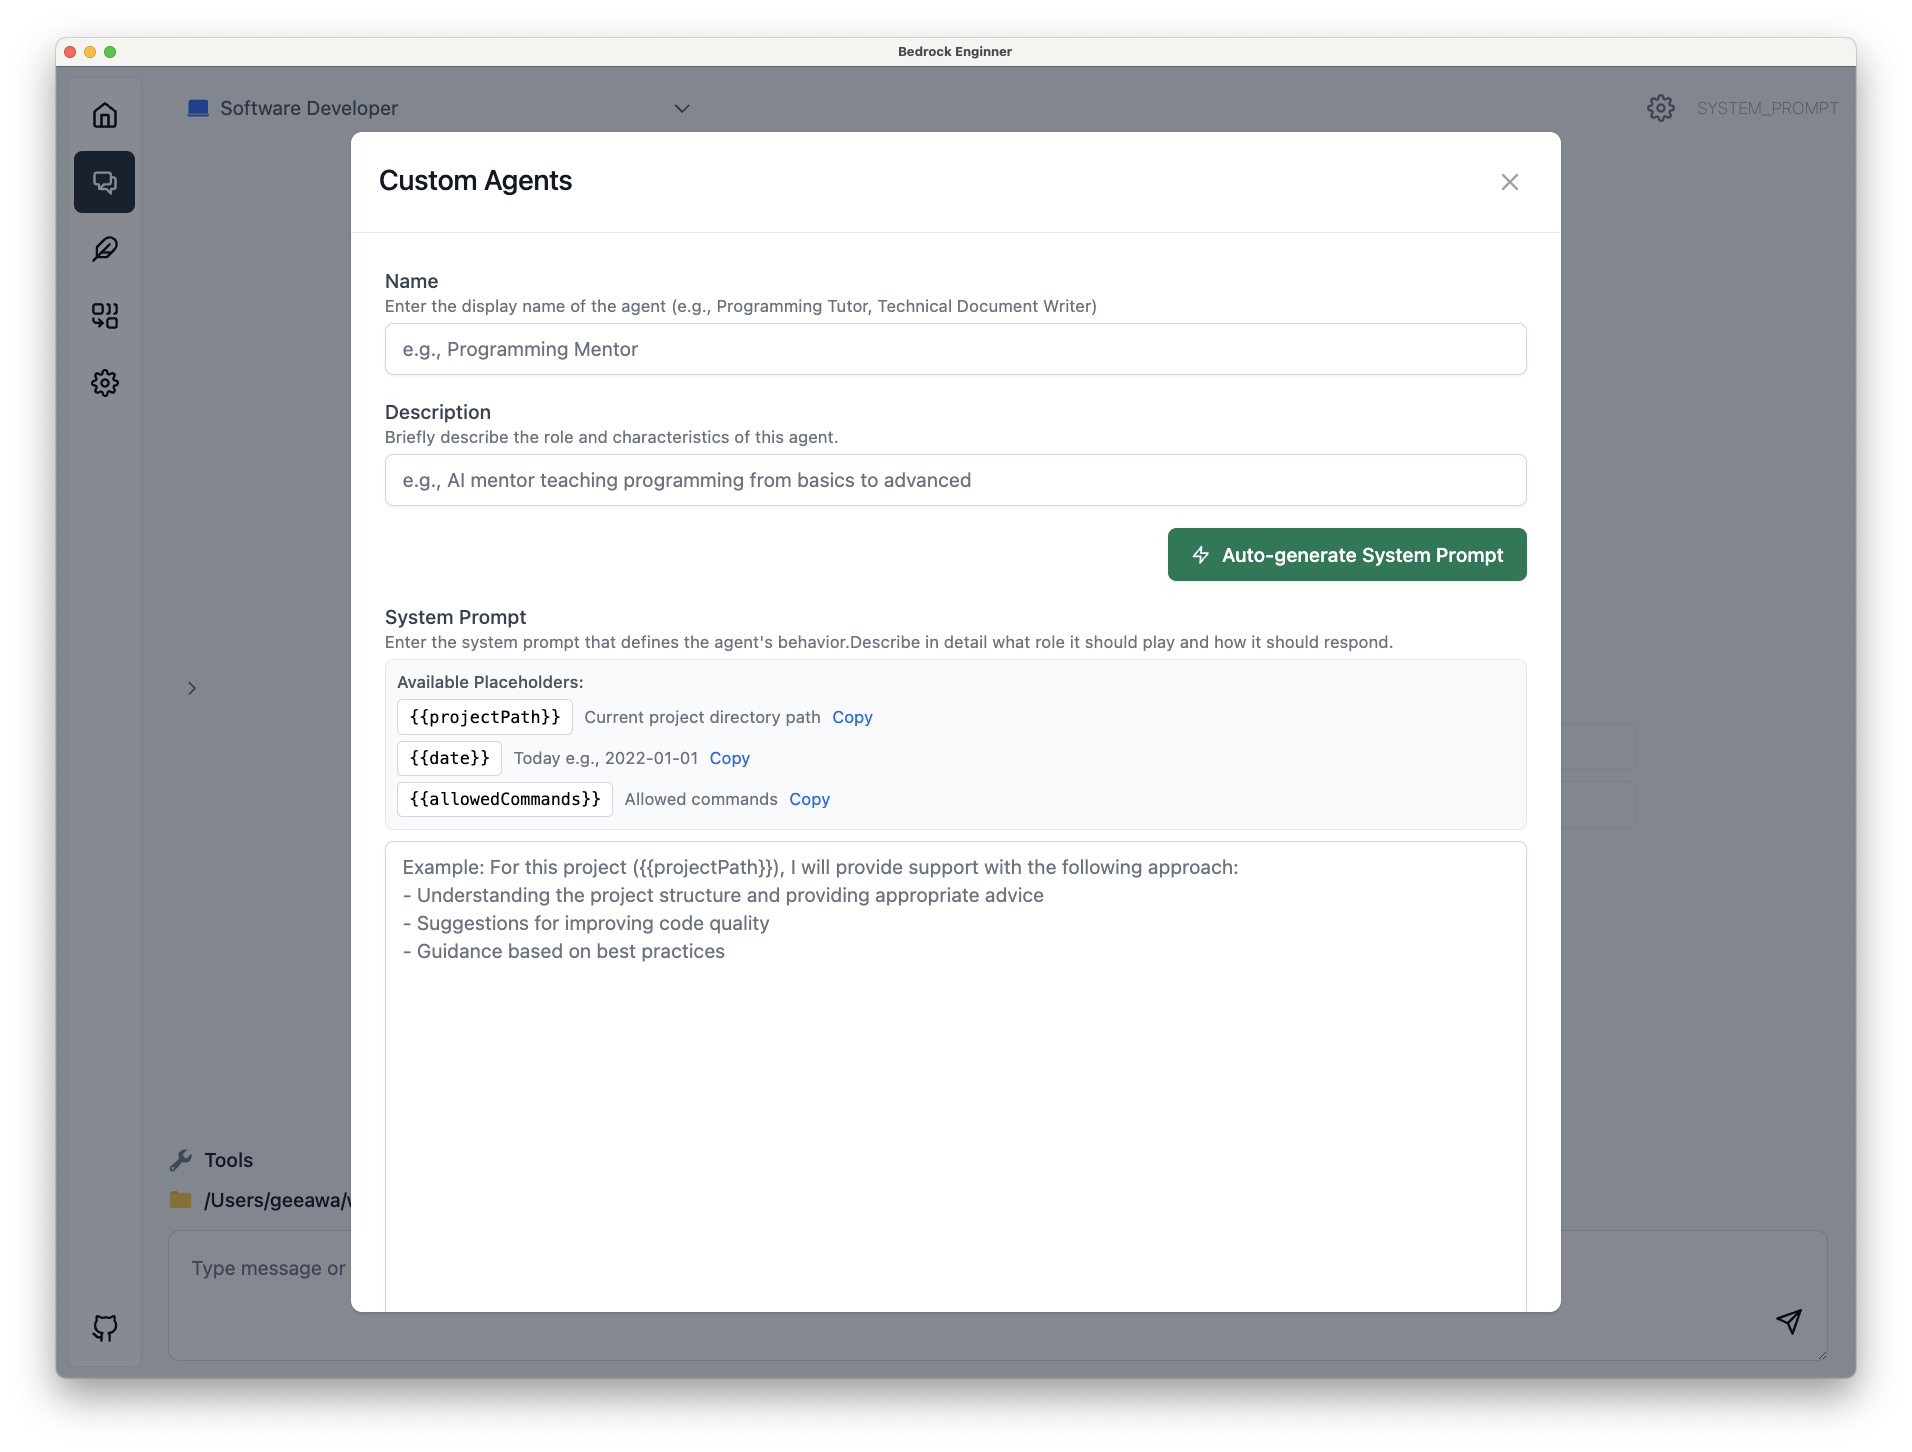 Bedrock Enginner
Software Developer
SYSTEM_PROMPT
Custom Agents
Name
Enter the display name of the agent (e.g., Programming Tutor, Technical Document Writer)
e.g., Programming Mentor
Description
Briefly describe the role and characteristics of this agent.
e.g., AI mentor teaching programming from basics to advanced
Auto-generate System Prompt
System Prompt
Enter the system prompt that defines the agent's behavior.Describe in detail what role it should play and how it should respond.
Available Placeholders:
{{projectPath}} Current project directory path Copy
{{date}} Today e.g., 2022-01-01 Copy
{{allowedCommands}} Allowed commands Copy
Example: For this project ({{projectPath}}), I will provide support with the following approach:
- Understanding the project structure and providing appropriate advice
- Suggestions for improving code quality
- Guidance based on best practices
Tools
/Users/geeawa/
Type message or